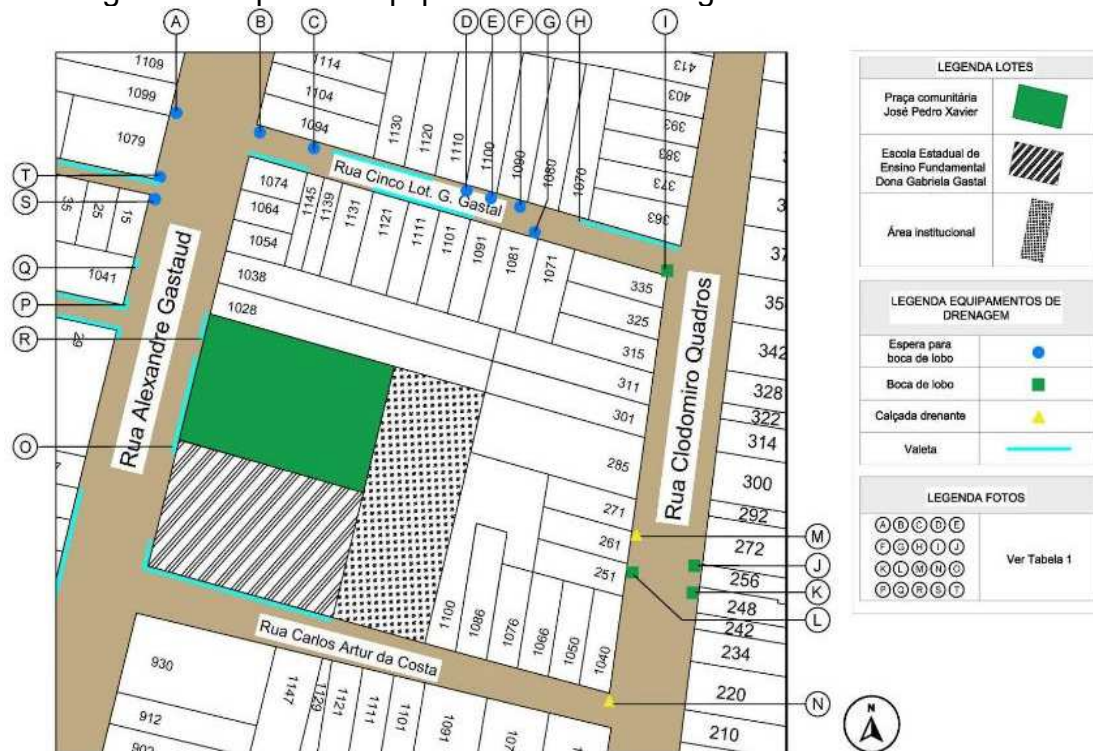 A B C D E F G H I
1109
1099
1079
T
S
35 25 15
Q
1041
P
29
R
O
1114
1104
1094
1130 1120 1110 1100 1090 1080 1070
413
403
393
383
373
363
Rua Cinco Lot. G. Gastal
1074
1064
1054
1145 1139 1131 1121 1111 1101 1091 1081 1071
1038
1028
335
325
315
311
301
285
271
261
251
Rua Alexandre Gastaud
Rua Clodomiro Quadros
342
328
322
314
300
292
272
256
248
242
234
220
210
M
J
K
L
N
1100 1086 1076 1066 1050 1040
Rua Carlos Artur da Costa
930
912
1147 1129 1121 1111 1101 1091
N
LEGENDA LOTES
Praça comunitária
José Pedro Xavier
Escola Estadual de
Ensino Fundamental
Dona Gabriela Gastal
Área institucional
LEGENDA EQUIPAMENTOS DE
DRENAGEM
Espera para
boca de lobo
Boca de lobo
Calçada drenante
Valeta
LEGENDA FOTOS
A B C D E
F G H I J
K L M N O
P Q R S T
Ver Tabela 1